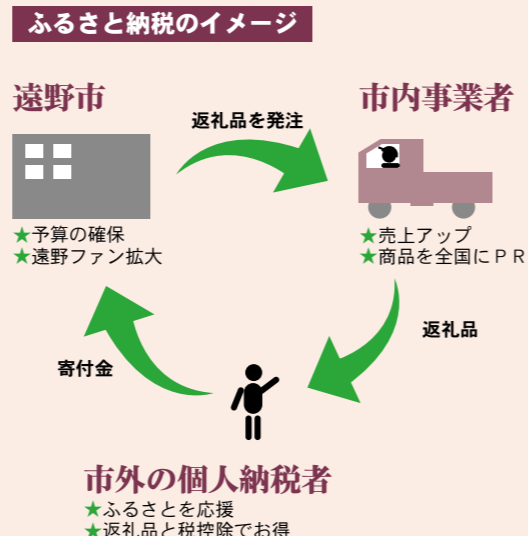 ふるさと納税のイメージ
遠野市
市内事業者
返礼品を発注
★予算の確保
★遠野ファン拡大
★売上アップ
★商品を全国にＰＲ
返礼品
寄付金
市外の個人納税者
★ふるさとを応援
★返礼品と税控除でお得